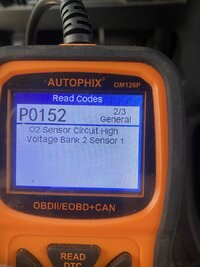 AUTOPHIX
OM126P
Read Codes
P0152
2/3
General
O2 Sensor Circuit High
Voltage Bank 2 Sensor 1
OBDII/EOBD+CAN
READ
DTC